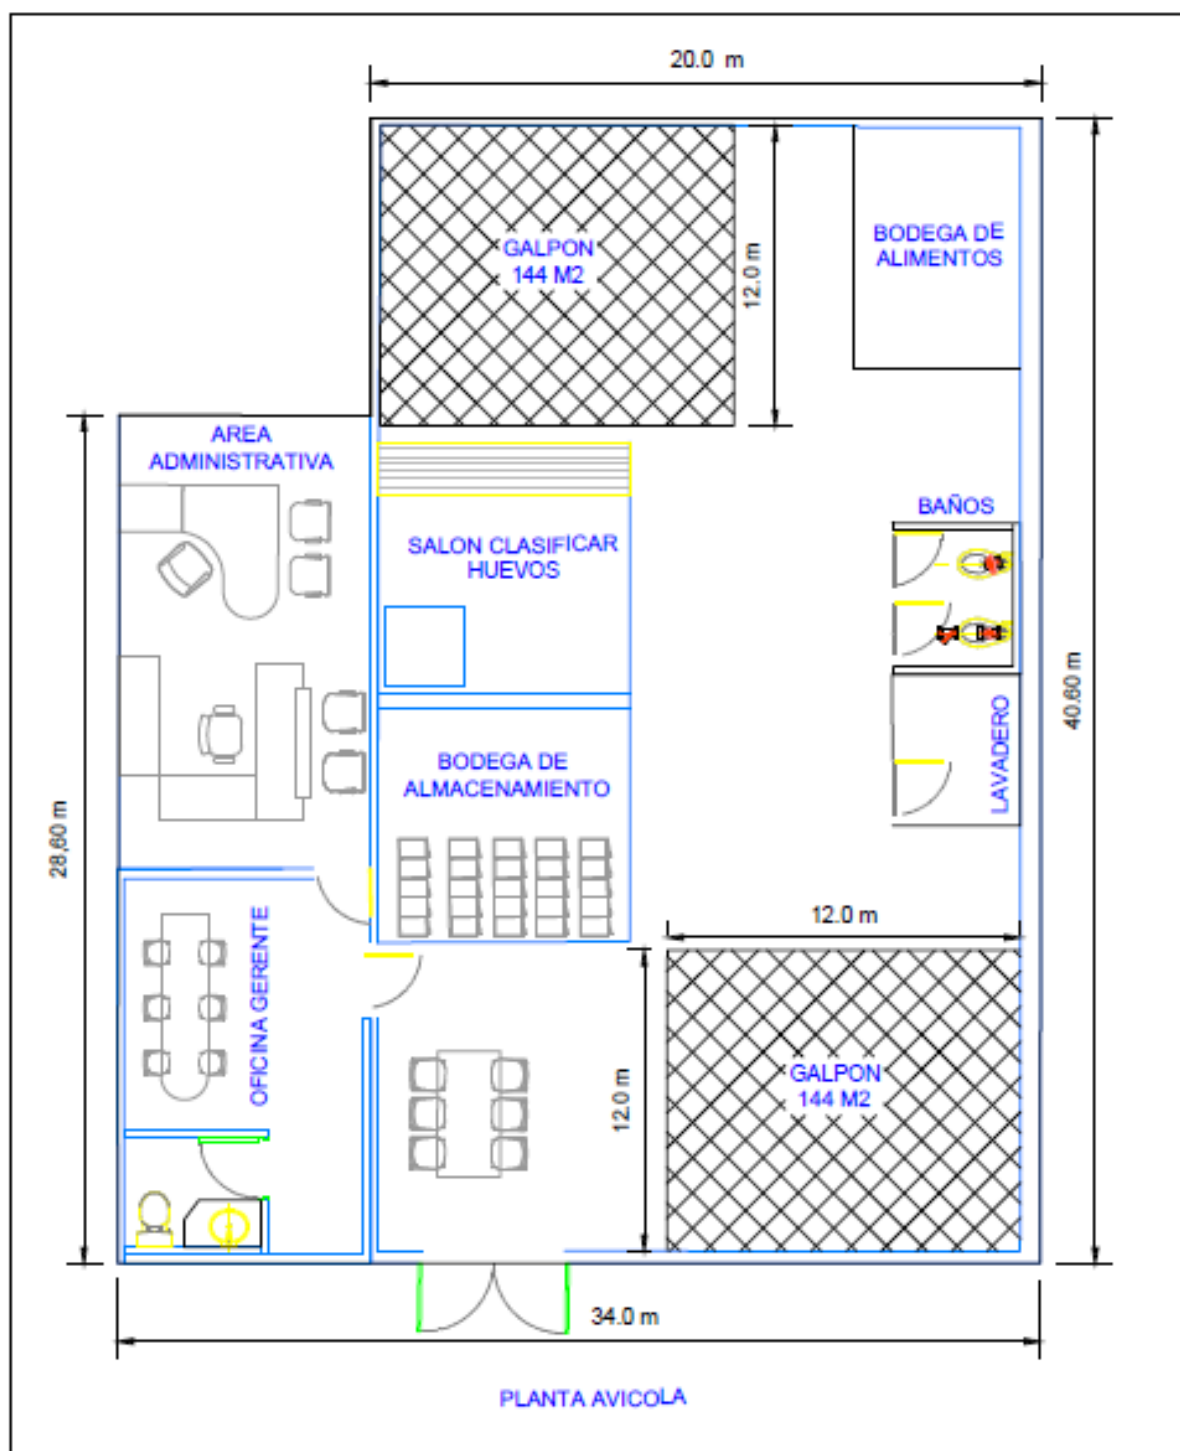 20.0 m
GALPON
144 M2
12.0 m
BODEGA DE
ALIMENTOS
AREA
ADMINISTRATIVA
BAÑOS
SALON CLASIFICAR
HUEVOS
40.60 m
LAVADERO
BODEGA DE
ALMACENAMIENTO
28,60 m
12.0 m
OFICINA GERENTE
12.0 m
GALPON
144 M2
34.0 m
PLANTA AVICOLA